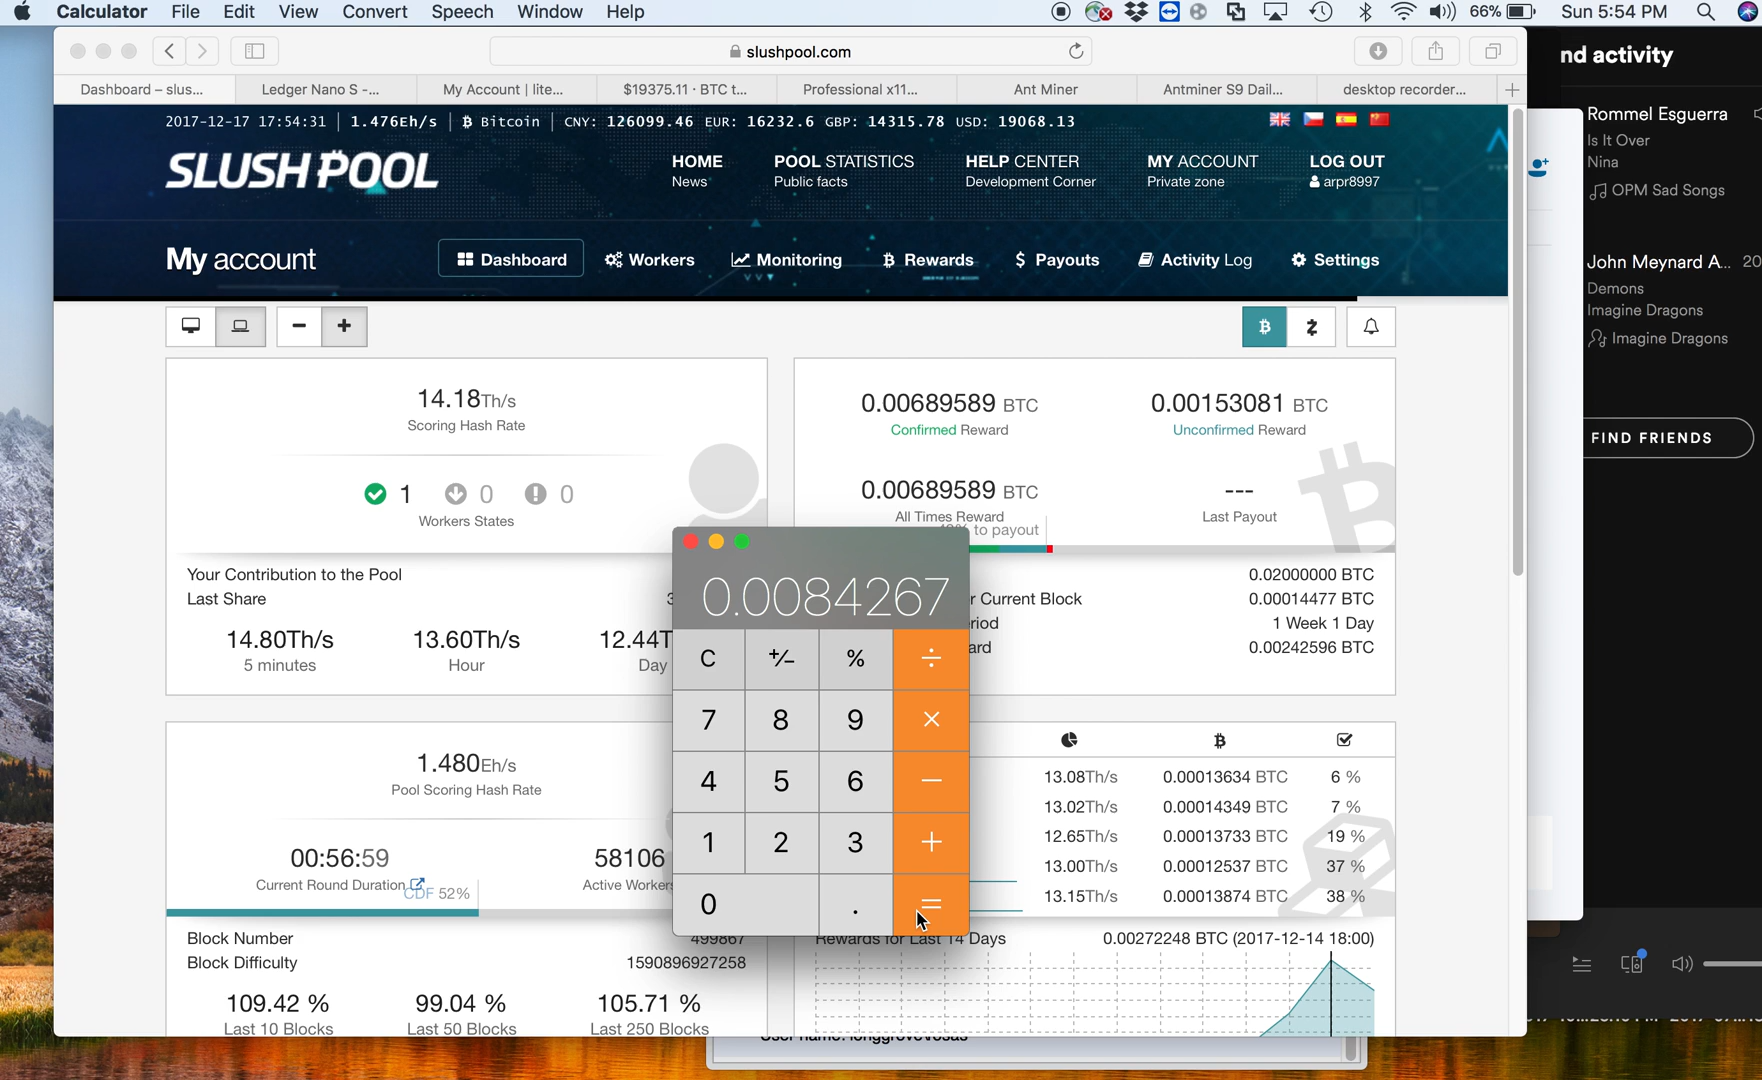 Calculator File Edit View Convert Speech Window Help 66% Sun 5:54 PM
slushpool.com
Dashboard – slus... Ledger Nano S -... My Account | lite... $19375.11 · BTC t... Professional x11... Ant Miner Antminer S9 Dail... desktop recorder...
2017-12-17 17:54:31 | 1.476Eh/s | Bitcoin | CNY: 126099.46 EUR: 16232.6 GBP: 14315.78 USD: 19068.13
SLUSH POOL
HOME POOL STATISTICS HELP CENTER MY ACCOUNT LOG OUT
News Public facts Development Corner Private zone arpr8997
My account Dashboard Workers Monitoring Rewards Payouts Activity Log Settings
14.18Th/s
Scoring Hash Rate
1 0 0
Workers States
Your Contribution to the Pool
Last Share 3
14.80Th/s 13.60Th/s 12.44T
5 minutes Hour Day
0.00689589 BTC 0.00153081 BTC
Confirmed Reward Unconfirmed Reward
0.00689589 BTC ---
All Times Reward Last Payout
to payout
0.02000000 BTC
r Current Block 0.00014477 BTC
riod 1 Week 1 Day
ard 0.00242596 BTC
0.0084267
C +/− % ÷
7 8 9 ×
4 5 6 −
1 2 3 +
0 . =
1.480Eh/s
Pool Scoring Hash Rate
00:56:59 58106
Current Round Duration Active Workers
CDF 52%
Block Number 499867
Block Difficulty 1590896927258
109.42 % 99.04 % 105.71 %
Last 10 Blocks Last 50 Blocks Last 250 Blocks
13.08Th/s 0.00013634 BTC 6 %
13.02Th/s 0.00014349 BTC 7 %
12.65Th/s 0.00013733 BTC 19 %
13.00Th/s 0.00012537 BTC 37 %
13.15Th/s 0.00013874 BTC 38 %
Rewards for Last 14 Days 0.00272248 BTC (2017-12-14 18:00)
nd activity
Rommel Esguerra
Is It Over
Nina
OPM Sad Songs
John Meynard A... 20
Demons
Imagine Dragons
Imagine Dragons
FIND FRIENDS